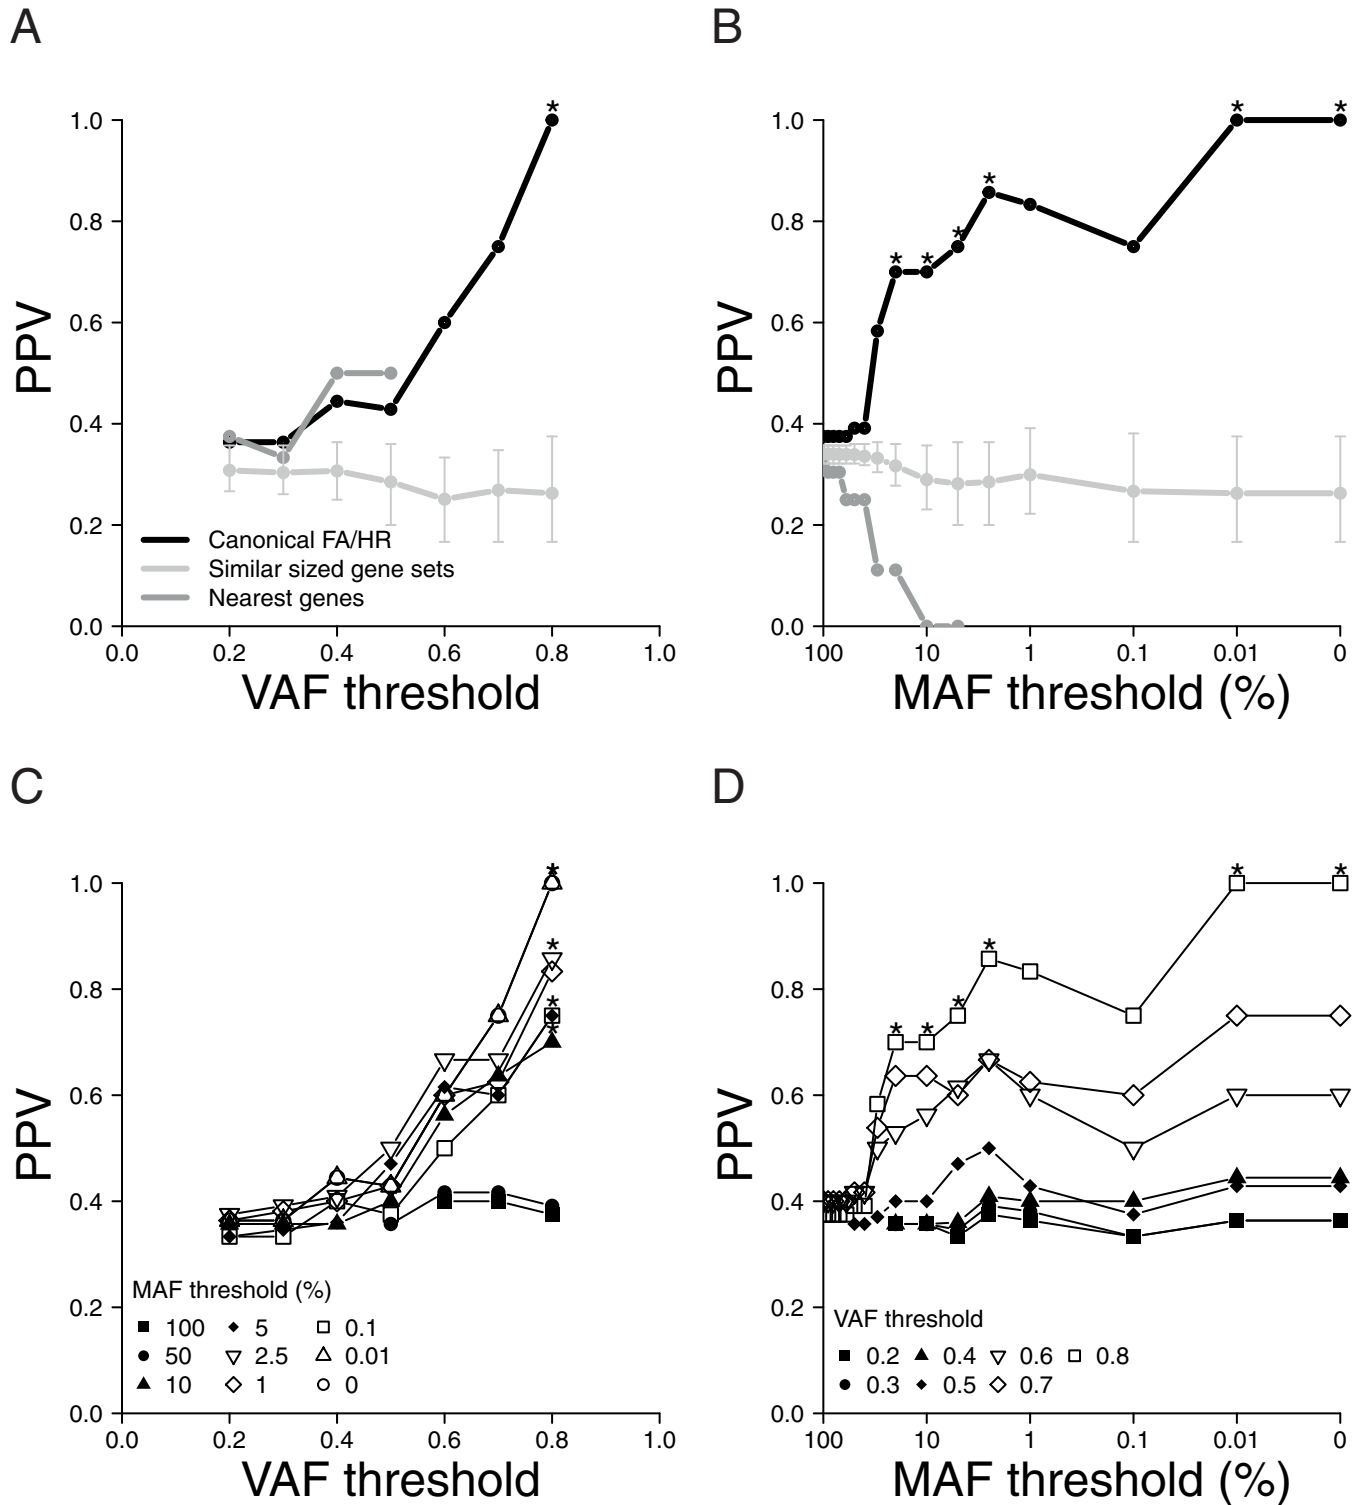 A
B
*
* *
1.0
1.0
*
0.8
0.8
*
* *
PPV
0.6
PPV
0.6
0.4
0.4
0.2
0.2
Canonical FA/HR
Similar sized gene sets
Nearest genes
0.0
0.0
0.0 0.2 0.4 0.6 0.8 1.0
100 10 1 0.1 0.01 0
VAF threshold
MAF threshold (%)
C
D
*
* *
1.0
1.0
*
*
0.8
0.8
*
*
*
* *
PPV
0.6
PPV
0.6
0.4
0.4
0.2
0.2
MAF threshold (%)
100 5 0.1
50 2.5 0.01
10 1 0
VAF threshold
0.2 0.4 0.6 0.8
0.3 0.5 0.7
0.0
0.0
0.0 0.2 0.4 0.6 0.8 1.0
100 10 1 0.1 0.01 0
VAF threshold
MAF threshold (%)